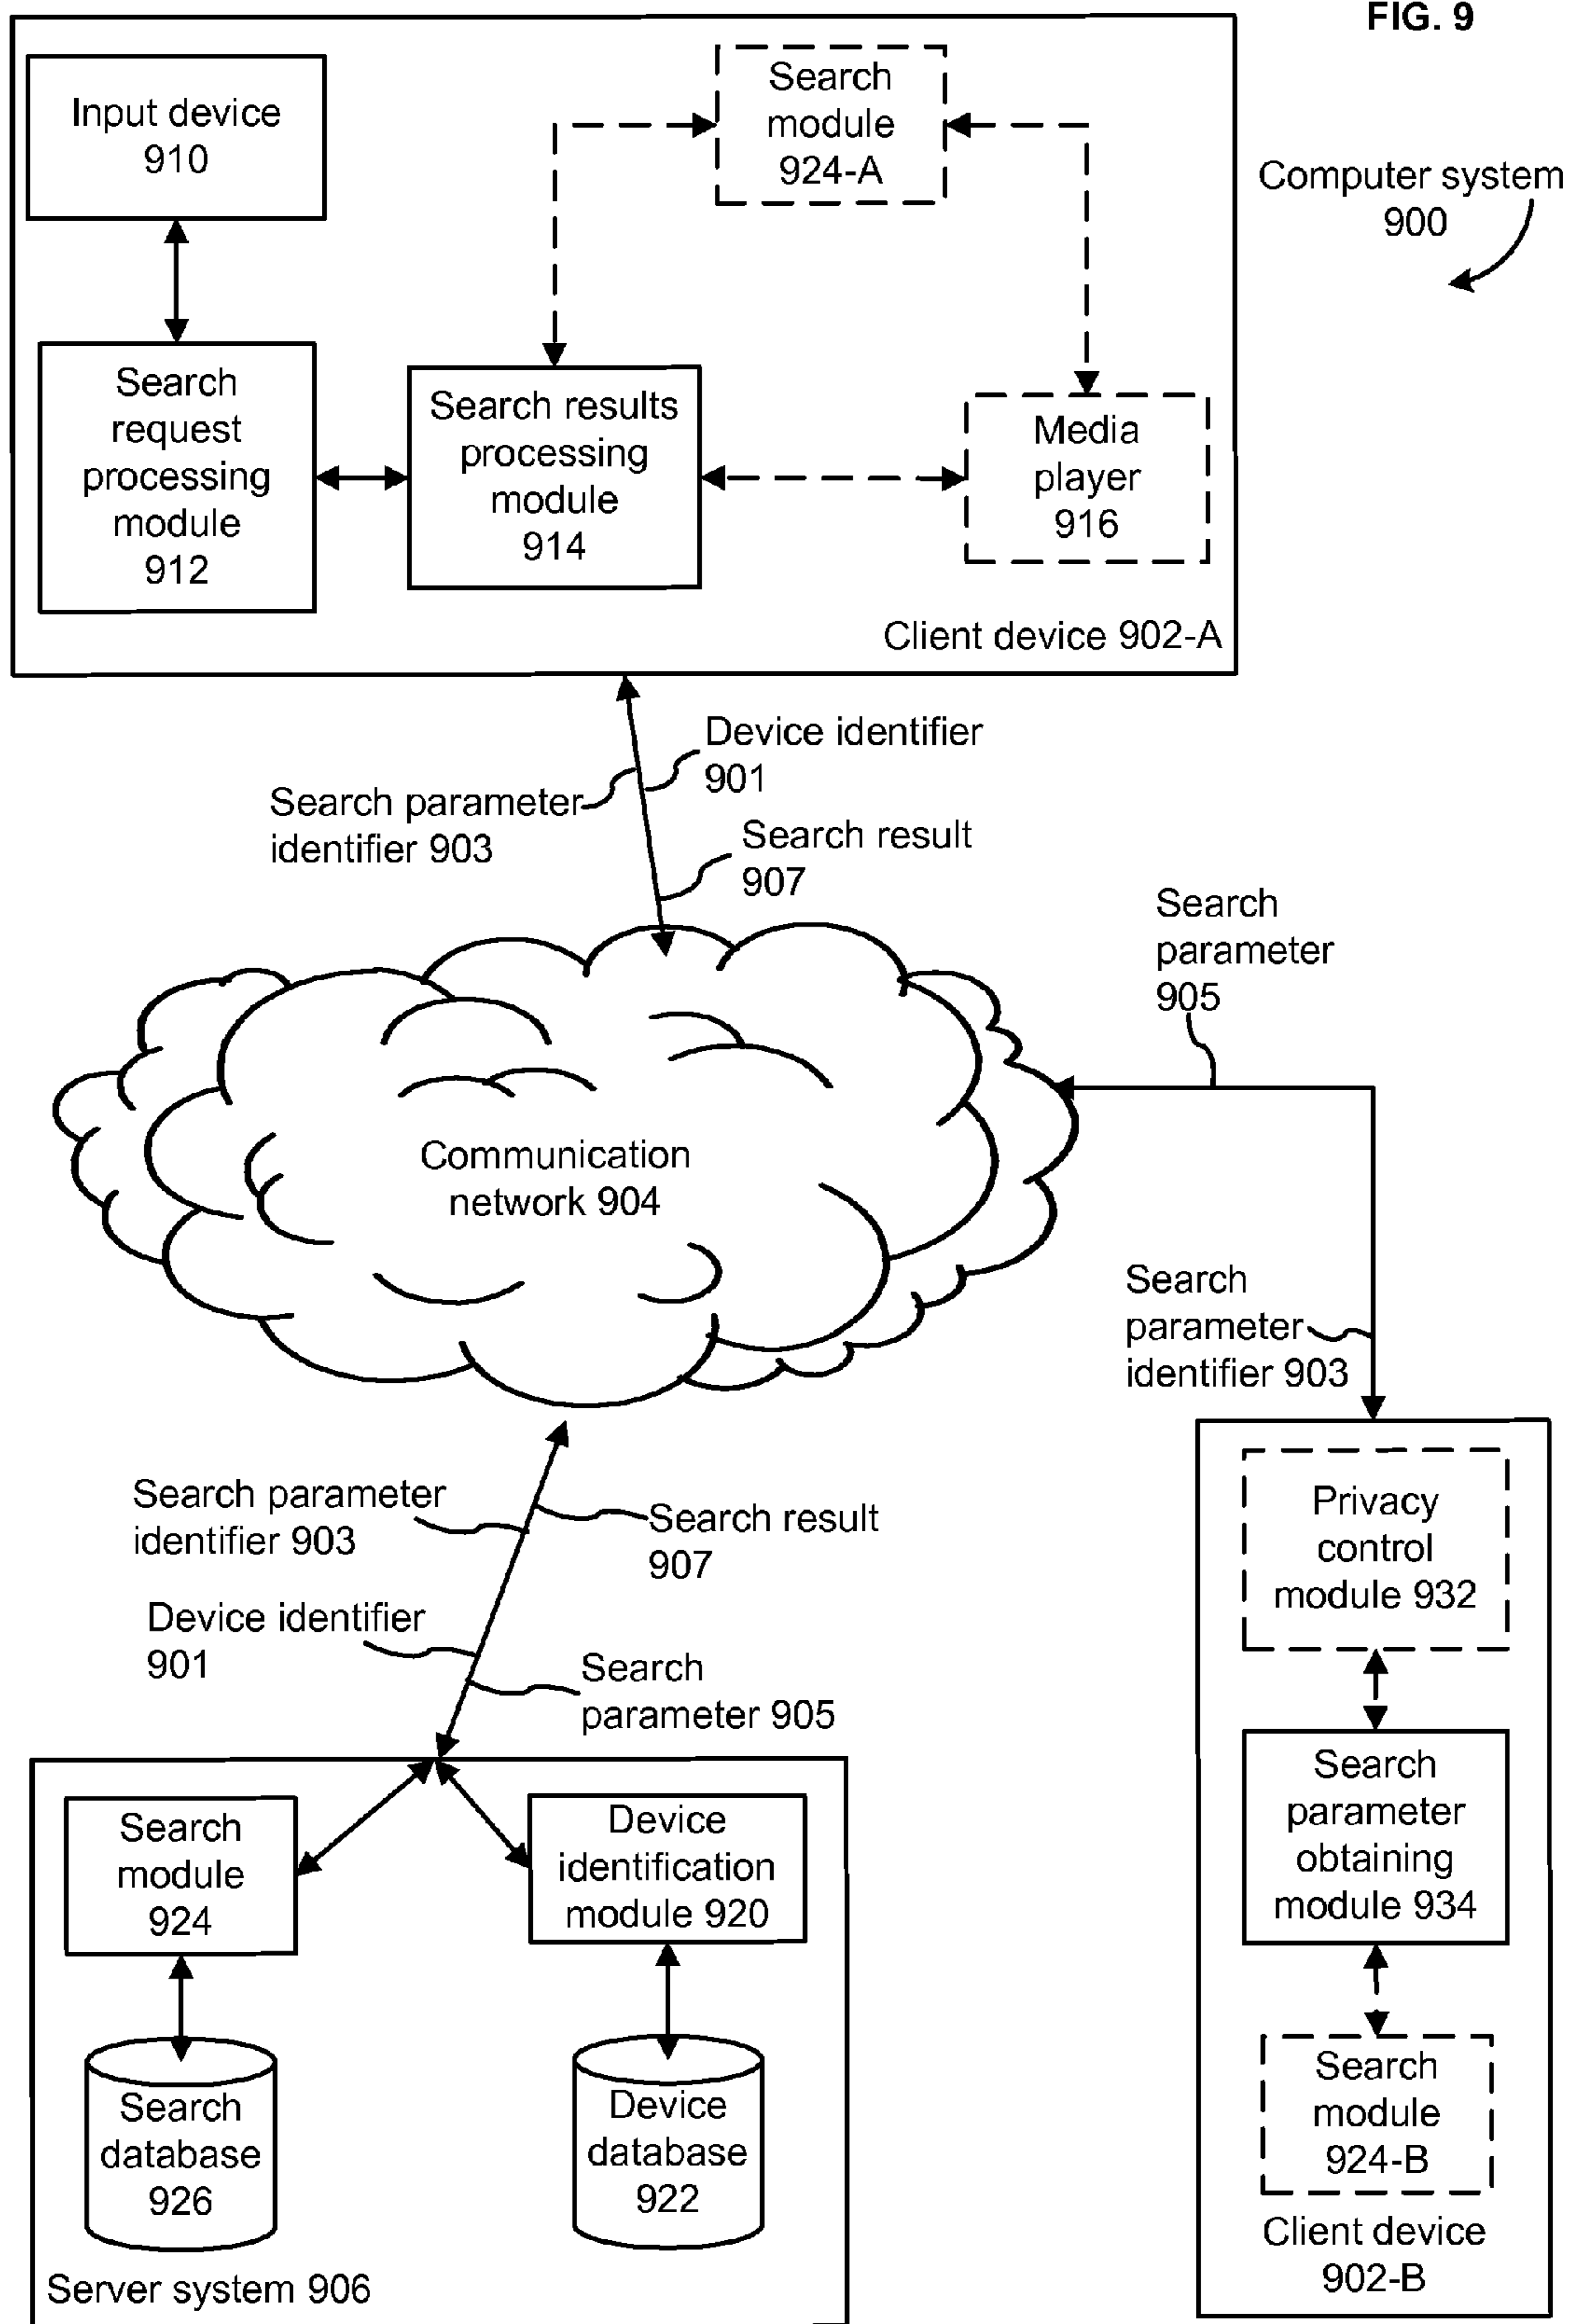 FIG. 9
Input device
910
Search
module
924-A
Computer system
900
Search
request
processing
module
912
Search results
processing
module
914
Media
player
916
Client device 902-A
Device identifier
901
Search parameter
identifier 903
Search result
907
Search
parameter
905
Communication
network 904
Search
parameter
identifier 903
Search parameter
identifier 903
Search result
907
Device identifier
901
Search
parameter 905
Privacy
control
module 932
Search
parameter
obtaining
module 934
Search
module
924-B
Client device
902-B
Search
module
924
Device
identification
module 920
Search
database
926
Device
database
922
Server system 906